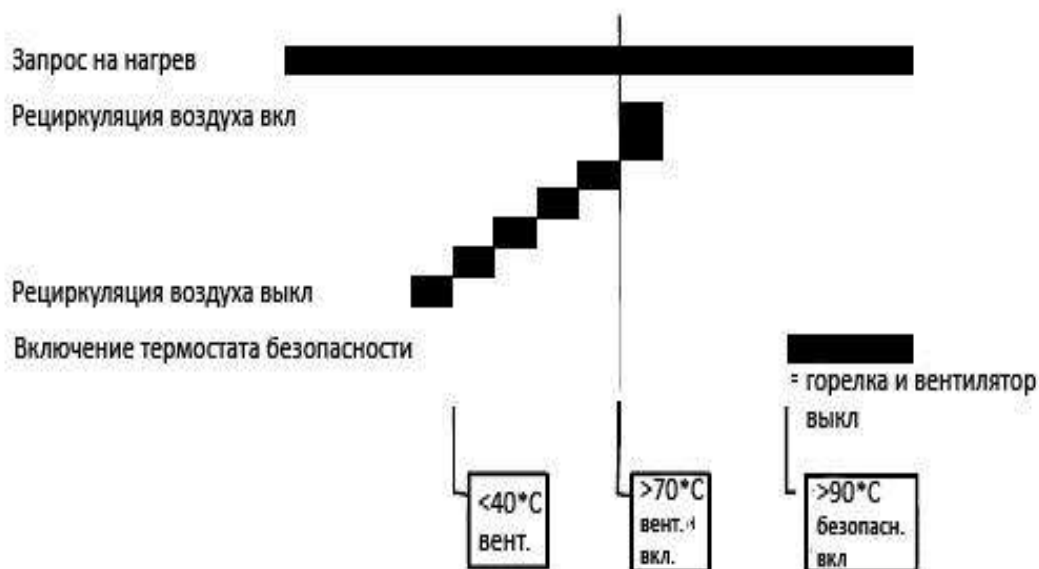 Запрос на нагрев
Рециркуляция воздуха вкл
Рециркуляция воздуха выкл
Включение термостата безопасности
= горелка и вентилятор
выкл
<40*C
вент.
>70*C
вент.
вкл.
>90*C
безопасн.
вкл